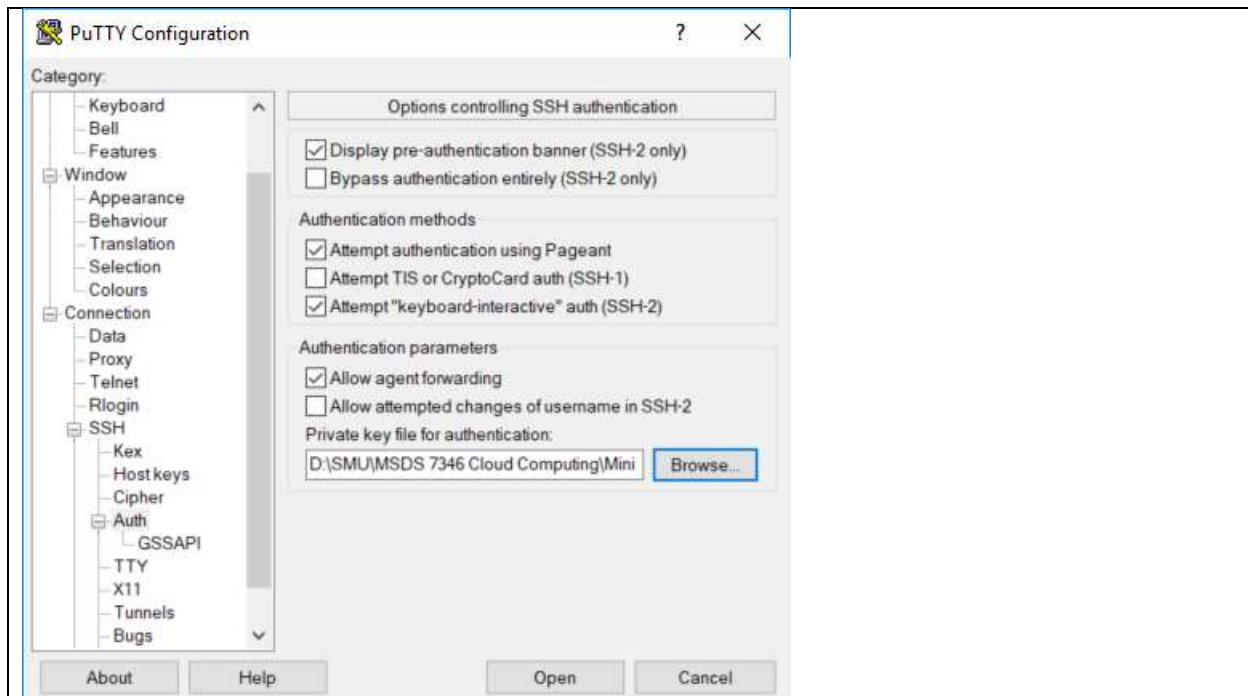 PuTTY Configuration
?
Category:
Keyboard
Bell
Features
Window
Appearance
Behaviour
Translation
Selection
Colours
Connection
Data
Proxy
Telnet
Rlogin
SSH
Kex
Host keys
Cipher
Auth
GSSAPI
TTY
X11
Tunnels
Bugs
Options controlling SSH authentication
Display pre-authentication banner (SSH-2 only)
Bypass authentication entirely (SSH-2 only)
Authentication methods
Attempt authentication using Pageant
Attempt TIS or CryptoCard auth (SSH-1)
Attempt "keyboard-interactive" auth (SSH-2)
Authentication parameters
Allow agent forwarding
Allow attempted changes of username in SSH-2
Private key file for authentication:
D:\SMU\MSDS 7346 Cloud Computing\Mini
Browse...
About
Help
Open
Cancel